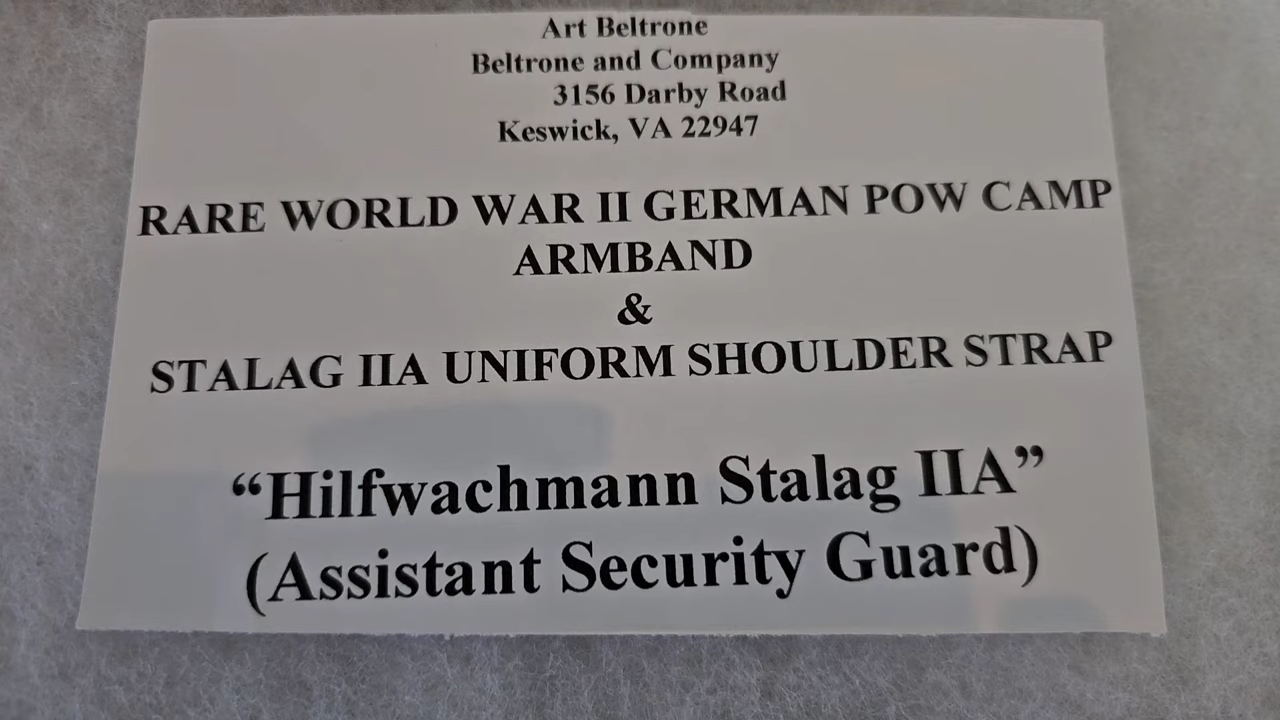 Art Beltrone
Beltrone and Company
3156 Darby Road
Keswick, VA 22947
RARE WORLD WAR II GERMAN POW CAMP
ARMBAND
&
STALAG IIA UNIFORM SHOULDER STRAP
“Hilfwachmann Stalag IIA”
(Assistant Security Guard)